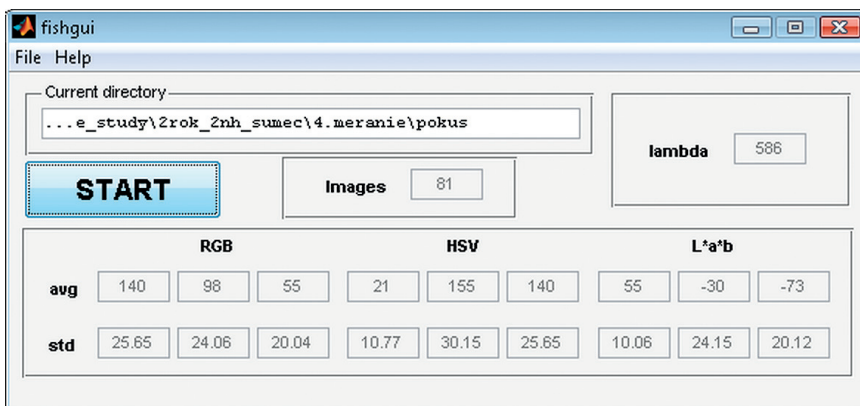 fishgui
File Help
Current directory
...e_study\2rok_2nh_sumec\4.meranie\pokus
lambda 586
START
Images 81
RGB HSV L*a*b
avg 140 98 55 21 155 140 55 -30 -73
std 25.65 24.06 20.04 10.77 30.15 25.65 10.06 24.15 20.12